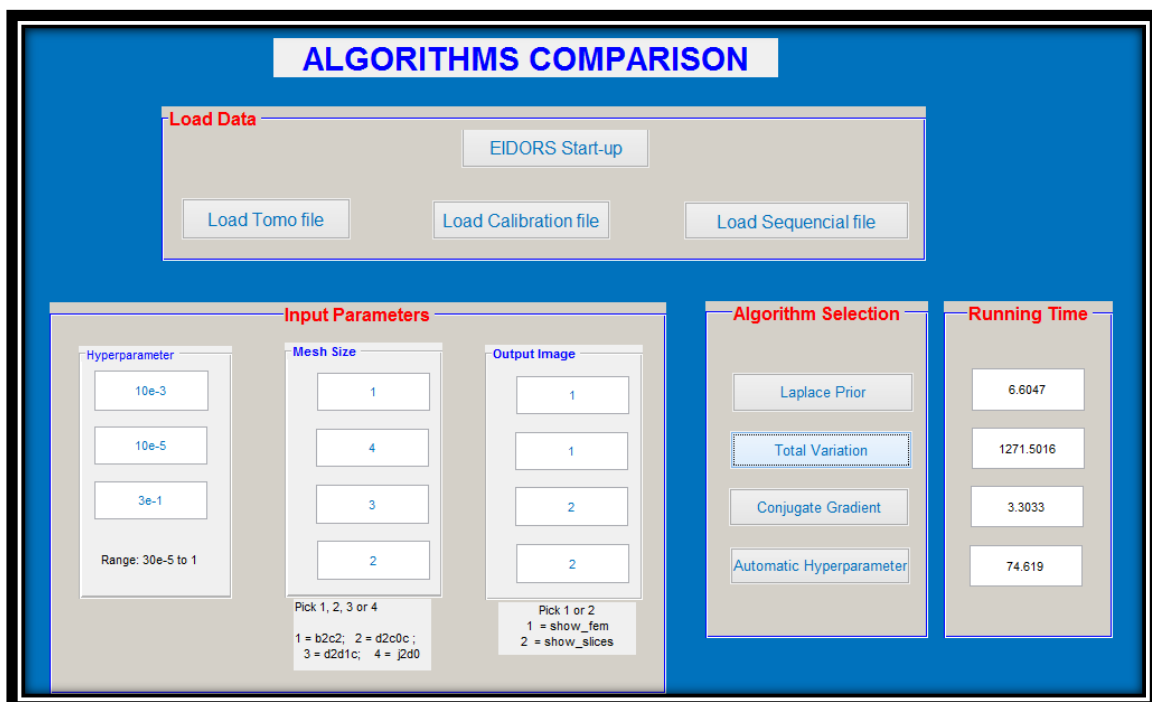 ALGORITHMS COMPARISON
Load Data
EIDORS Start-up
Load Tomo file
Load Calibration file
Load Sequencial file
Input Parameters
Hyperparameter
10e-3
10e-5
3e-1
Range: 30e-5 to 1
Mesh Size
1
4
3
2
Pick 1, 2, 3 or 4
1 = b2c2; 2 = d2c0c ;
3 = d2d1c; 4 = j2d0
Output Image
1
1
2
2
Pick 1 or 2
1 = show_fem
2 = show_slices
Algorithm Selection
Laplace Prior
Total Variation
Conjugate Gradient
Automatic Hyperparameter
Running Time
6.6047
1271.5016
3.3033
74.619